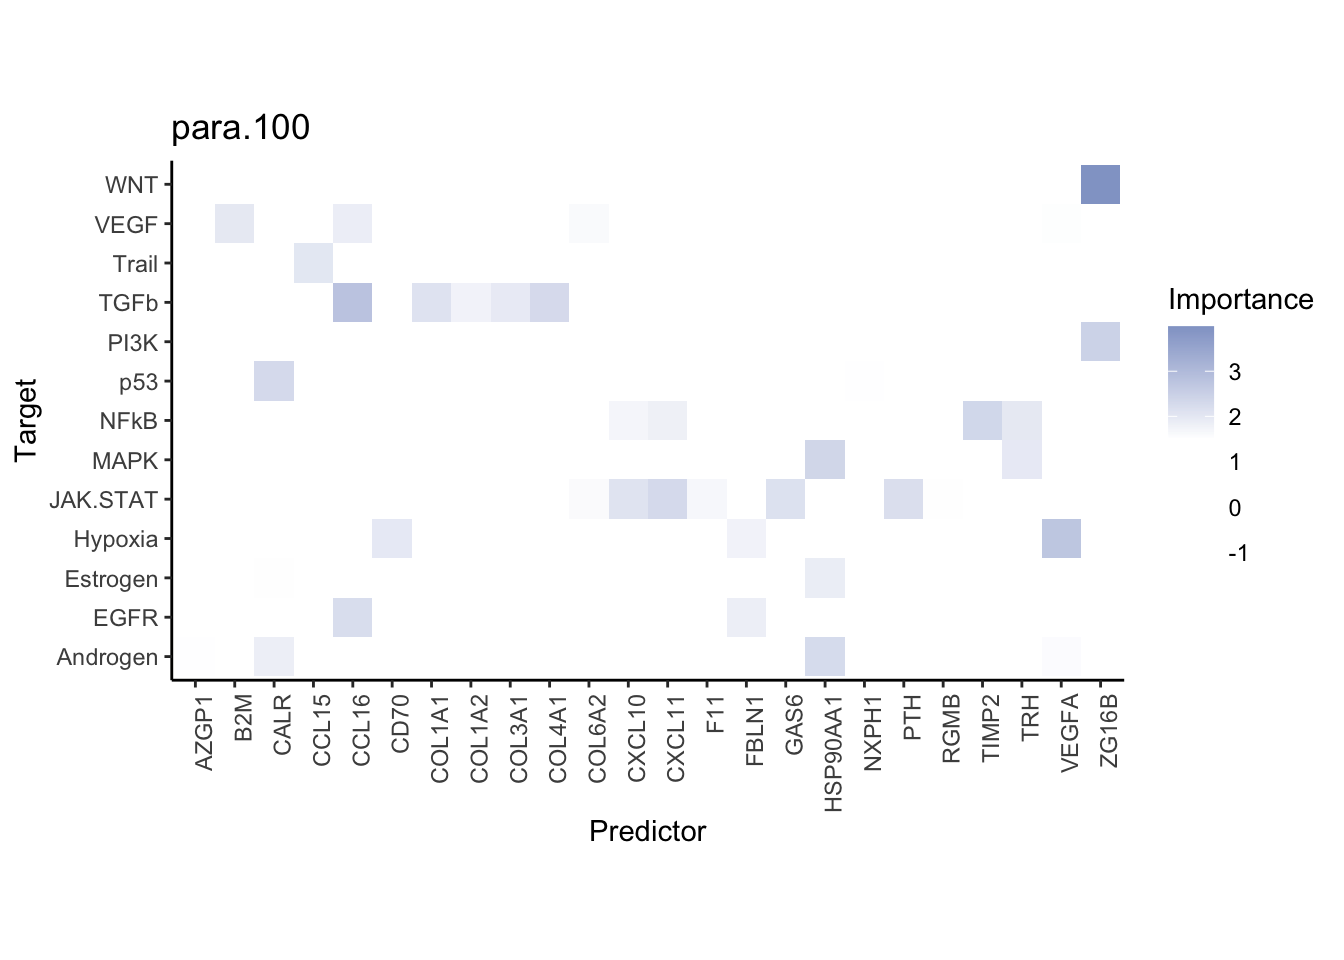 para.100
Target
WNT
VEGF
Trail
TGFb
PI3K
p53
NFkB
MAPK
JAK.STAT
Hypoxia
Estrogen
EGFR
Androgen
AZGP1
B2M
CALR
CCL15
CCL16
CD70
COL1A1
COL1A2
COL3A1
COL4A1
COL6A2
CXCL10
CXCL11
F11
FBLN1
GAS6
HSP90AA1
NXPH1
PTH
RGMB
TIMP2
TRH
VEGFA
ZG16B
Predictor
Importance
3
2
1
0
-1